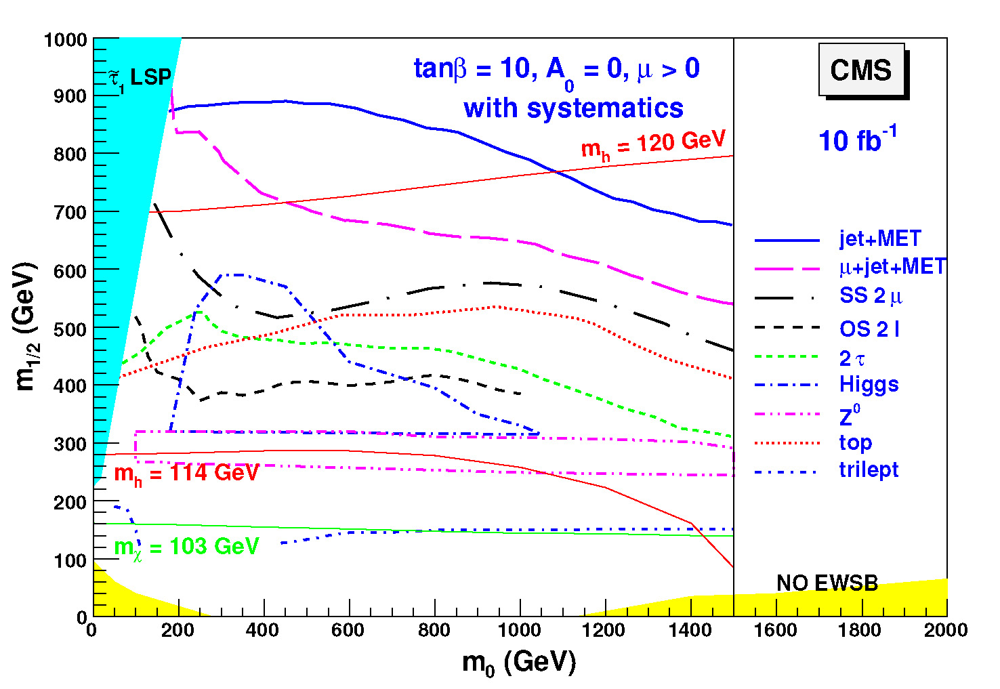 1000
900
800
700
600
500
400
300
200
100
0
m1/2 (GeV)
τ̃1 LSP
tanβ = 10, A0 = 0, μ > 0
with systematics
mh = 120 GeV
mh = 114 GeV
mχ = 103 GeV
CMS
10 fb-1
jet+MET
μ+jet+MET
SS 2 μ
OS 2 l
2 τ
Higgs
Z0
top
trilept
NO EWSB
0 200 400 600 800 1000 1200 1400 1600 1800 2000
m0 (GeV)